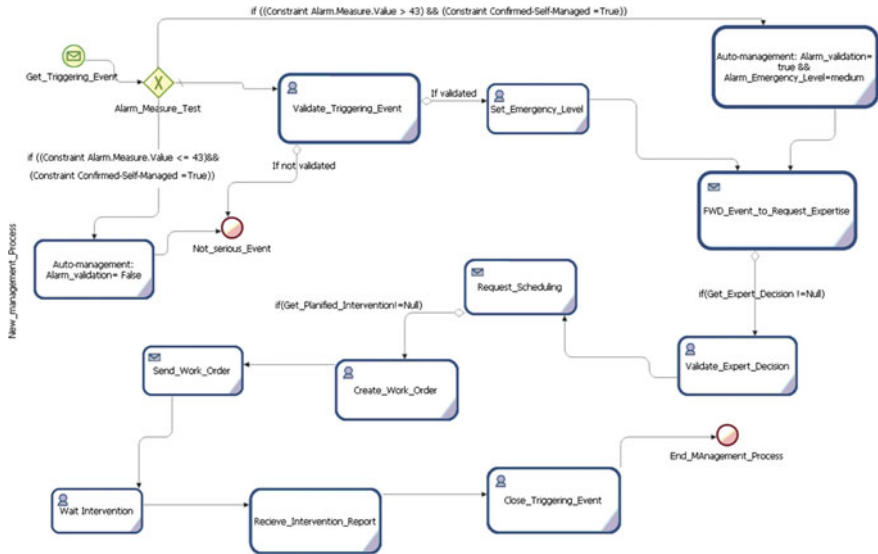 if ((Constraint Alarm.Measure.Value > 43) && (Constraint Confirmed-Self-Managed =True))
Get_Triggering_Event
Alarm_Measure_Test
Validate_Triggering_Event
If validated
Set_Emergency_Level
Auto-management: Alarm_validation=
true &&
Alarm_Emergency_Level=medium
if ((Constraint Alarm.Measure.Value <= 43)&&
(Constraint Confirmed-Self-Managed =True))
If not validated
FWD_Event_to_Request_Expertise
Not_serious_Event
Auto-management:
Alarm_validation= False
New_management_Process
Request_Scheduling
if(Get_Expert_Decision !=Null)
if(Get_Planified_Intervention!=Null)
Send_Work_Order
Create_Work_Order
Validate_Expert_Decision
End_MAnagement_Process
Wait Intervention
Recieve_Intervention_Report
Close_Triggering_Event